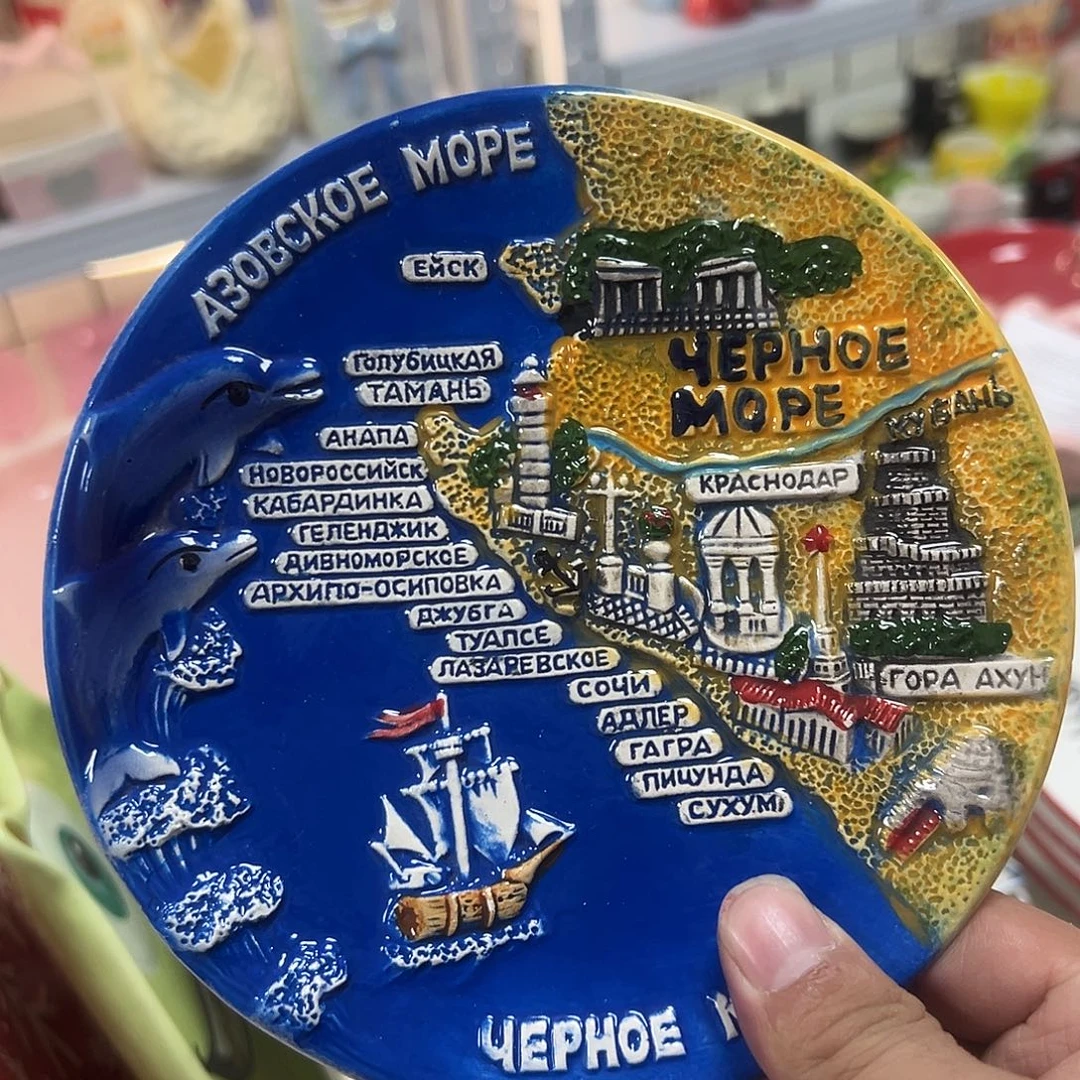 АЗОВСКОЕ МОРЕ
ЕЙСК
ГОЛУБИЦКАЯ
ТАМАНЬ
ЧЕРНОЕ
МОРЕ
КУБАНЬ
АНАПА
НОВОРОССИЙСК
КРАСНОДАР
КАБАРДИНКА
ГЕЛЕНДЖИК
ДИВНОМОРСКОЕ
АРХИПО-ОСИПОВКА
ДЖУБГА
ТУАПСЕ
ЛАЗАРЕВСКОЕ
ГОРА АХУН
СОЧИ
АДЛЕР
ГАГРА
ПИЦУНДА
СУХУМ
ЧЕРНОЕ